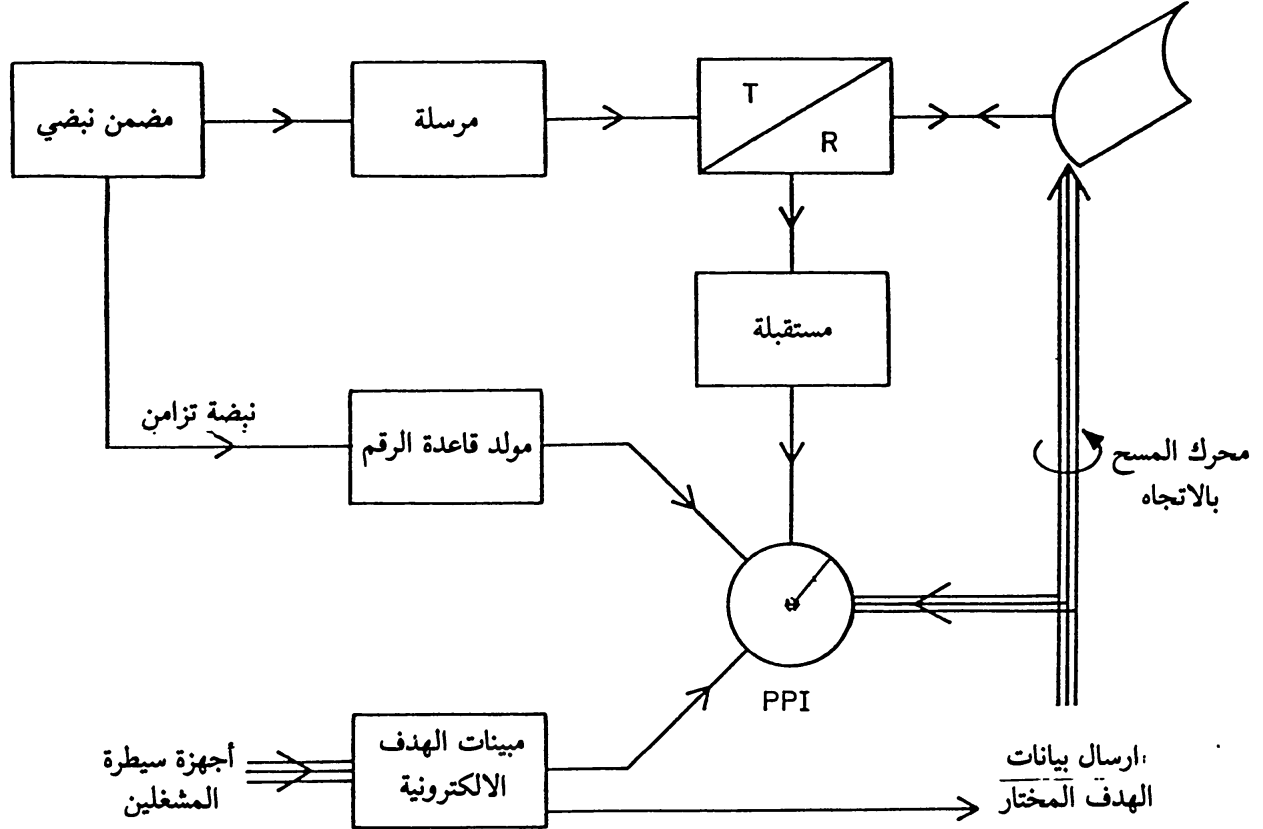 مضمن نبضي
مرسلة
T
R
مستقبلة
نبضة تزامن
مولد قاعدة الرقم
محرك المسح
بالاتجاه
PPI
أجهزة سيطرة
المشغلين
مبينات الهدف
الالكترونية
ارسال بيانات
الهدف المختار